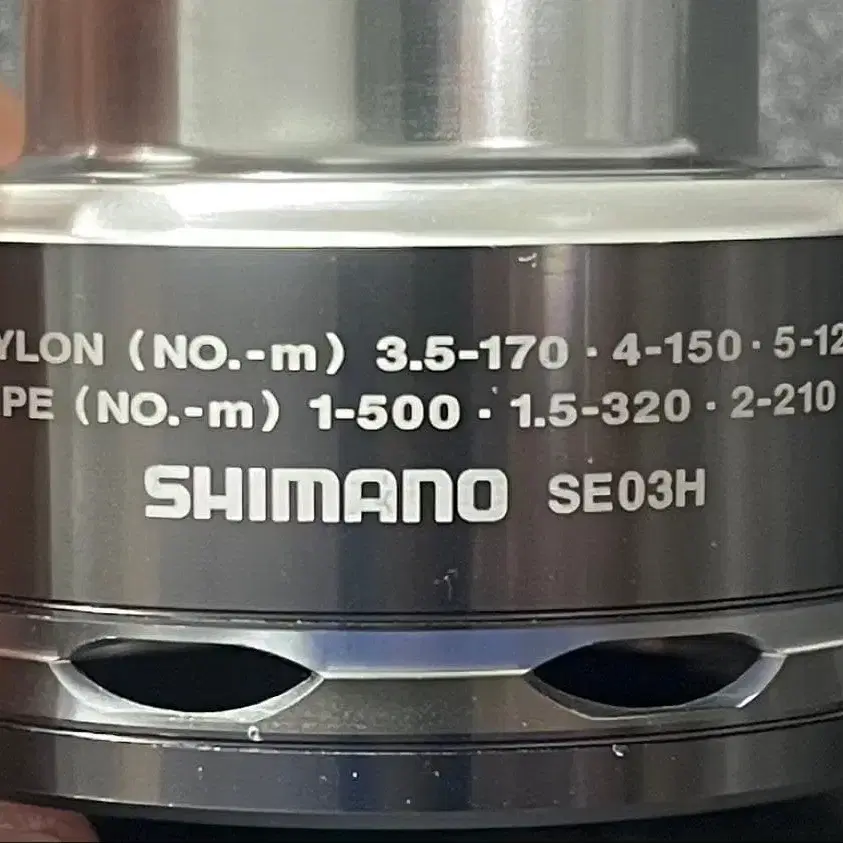 YLON (NO.-m) 3.5-170 · 4-150 · 5-12
PE (NO.-m) 1-500 · 1.5-320 · 2-210
SHIMANO SE03H